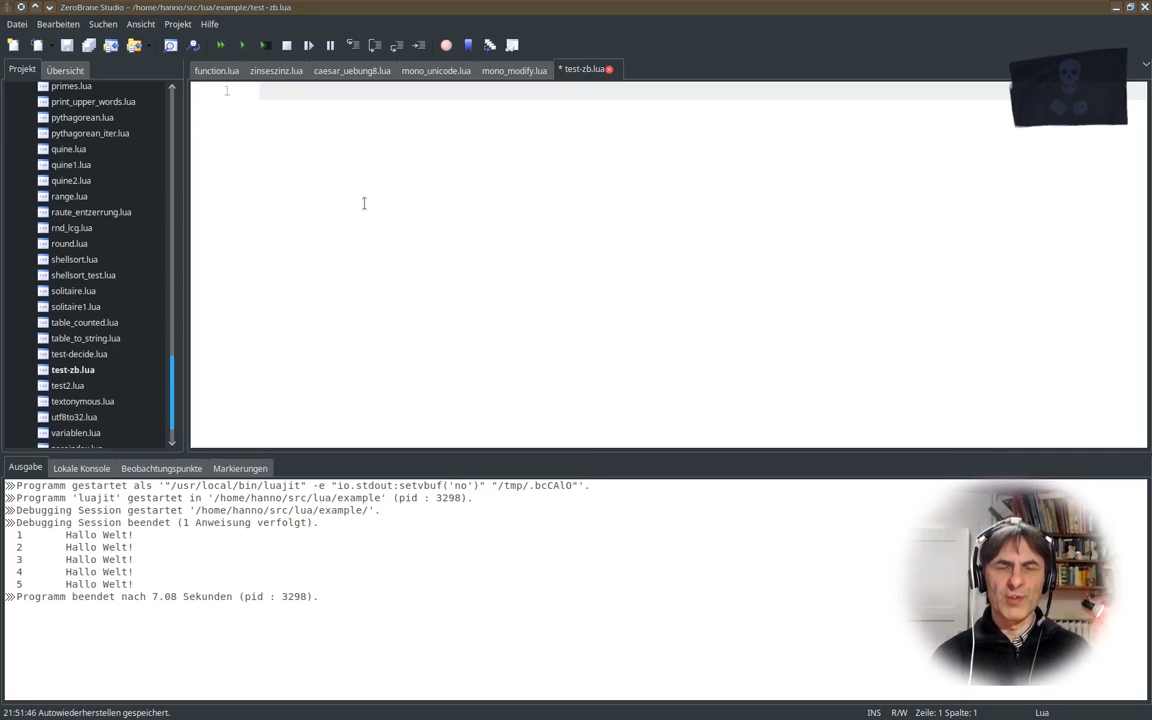 ZeroBrane Studio - /home/hanno/src/lua/example/test-zb.lua
Datei Bearbeiten Suchen Ansicht Projekt Hilfe
Projekt Übersicht
function.lua zinseszinz.lua caesar_uebung8.lua mono_unicode.lua mono_modify.lua * test-zb.lua
primes.lua
print_upper_words.lua
pythagorean.lua
pythagorean_iter.lua
quine.lua
quine1.lua
quine2.lua
range.lua
raute_entzerrung.lua
rnd_lcg.lua
round.lua
shellsort.lua
shellsort_test.lua
solitaire.lua
solitaire1.lua
table_counted.lua
table_to_string.lua
test-decide.lua
test-zb.lua
test2.lua
textonymous.lua
utf8to32.lua
variablen.lua
1
Ausgabe Lokale Konsole Beobachtungspunkte Markierungen
Programm gestartet als '"/usr/local/bin/luajit" -e "io.stdout:setvbuf('no')" "/tmp/.bcCAlO"'.
Programm 'luajit' gestartet in '/home/hanno/src/lua/example' (pid : 3298).
Debugging Session gestartet '/home/hanno/src/lua/example/'.
Debugging Session beendet (1 Anweisung verfolgt).
1 Hallo Welt!
2 Hallo Welt!
3 Hallo Welt!
4 Hallo Welt!
5 Hallo Welt!
Programm beendet nach 7.08 Sekunden (pid : 3298).
21:51:46 Autowiederherstellen gespeichert.
INS R/W Zeile: 1 Spalte: 1 Lua